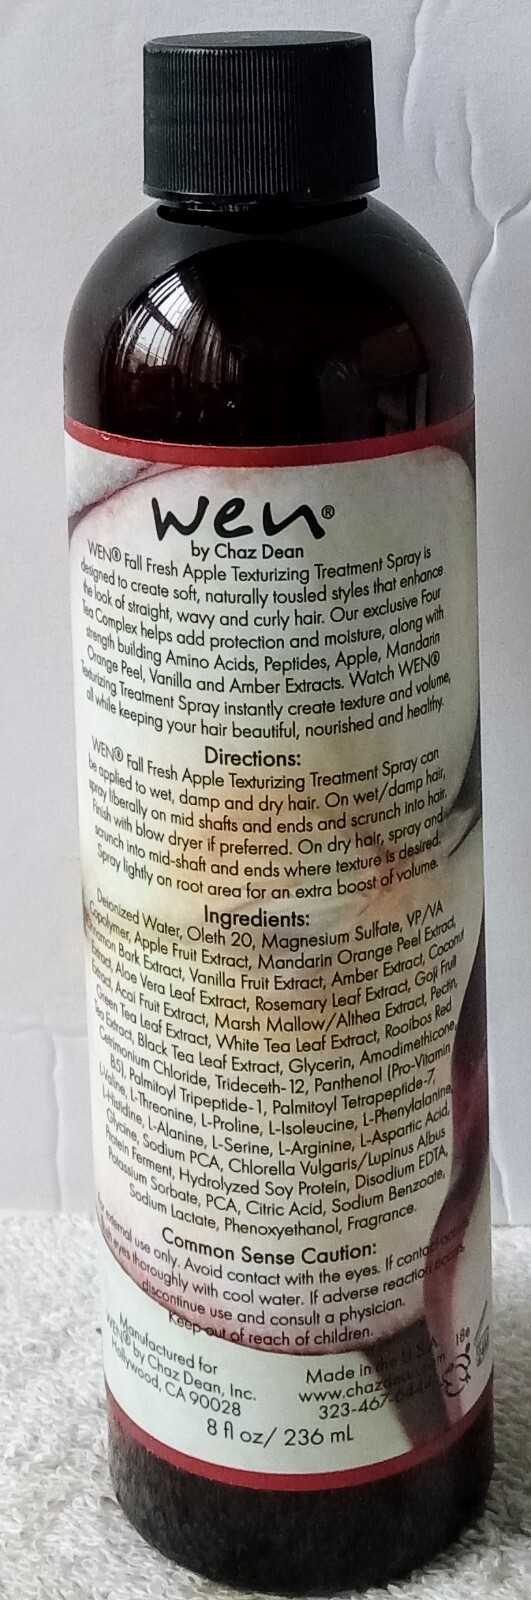 wen®
by Chaz Dean
WEN® Fall Fresh Apple Texturizing Treatment Spray is
designed to create soft, naturally tousled styles that enhance
the look of straight, wavy and curly hair. Our exclusive Four
Tea Complex helps add protection and moisture, along with
strength building Amino Acids, Peptides, Apple, Mandarin
Orange Peel, Vanilla and Amber Extracts. Watch WEN®
Texturizing Treatment Spray instantly create texture and volume,
all while keeping your hair beautiful, nourished and healthy.
Directions:
WEN® Fall Fresh Apple Texturizing Treatment Spray can
be applied to wet, damp and dry hair. On wet/damp hair,
spray liberally on mid shafts and ends and scrunch into hair.
Finish with blow dryer if preferred. On dry hair, spray and
scrunch into mid-shaft and ends where texture is desired.
Spray lightly on root area for an extra boost of volume.
Ingredients:
Deionized Water, Oleth 20, Magnesium Sulfate, VP/VA
Copolymer, Apple Fruit Extract, Mandarin Orange Peel Extract,
Cinnamon Bark Extract, Vanilla Fruit Extract, Amber Extract, Coconut
Extract, Aloe Vera Leaf Extract, Rosemary Leaf Extract, Goji Fruit
Extract, Acai Fruit Extract, Marsh Mallow/Althea Extract, Pectin,
Green Tea Leaf Extract, White Tea Leaf Extract, Rooibos Red
Tea Extract, Black Tea Leaf Extract, Glycerin, Amodimethicone,
Cetrimonium Chloride, Trideceth-12, Panthenol (Pro-Vitamin
B5), Palmitoyl Tripeptide-1, Palmitoyl Tetrapeptide-7,
L-Valine, L-Threonine, L-Proline, L-Isoleucine, L-Phenylalanine,
L-Histidine, L-Alanine, L-Serine, L-Arginine, L-Aspartic Acid,
Glycine, Sodium PCA, Chlorella Vulgaris/Lupinus Albus
Protein Ferment, Hydrolyzed Soy Protein, Disodium EDTA,
Potassium Sorbate, PCA, Citric Acid, Sodium Benzoate,
Sodium Lactate, Phenoxyethanol, Fragrance.
Common Sense Caution:
For external use only. Avoid contact with the eyes. If contact occurs
eyes thoroughly with cool water. If adverse reaction occurs,
discontinue use and consult a physician.
Keep out of reach of children.
Manufactured for
WEN® by Chaz Dean, Inc.
Hollywood, CA 90028
Made in the U.S.A.
www.chazdean.com
323-467-
18e
8 fl oz/ 236 mL